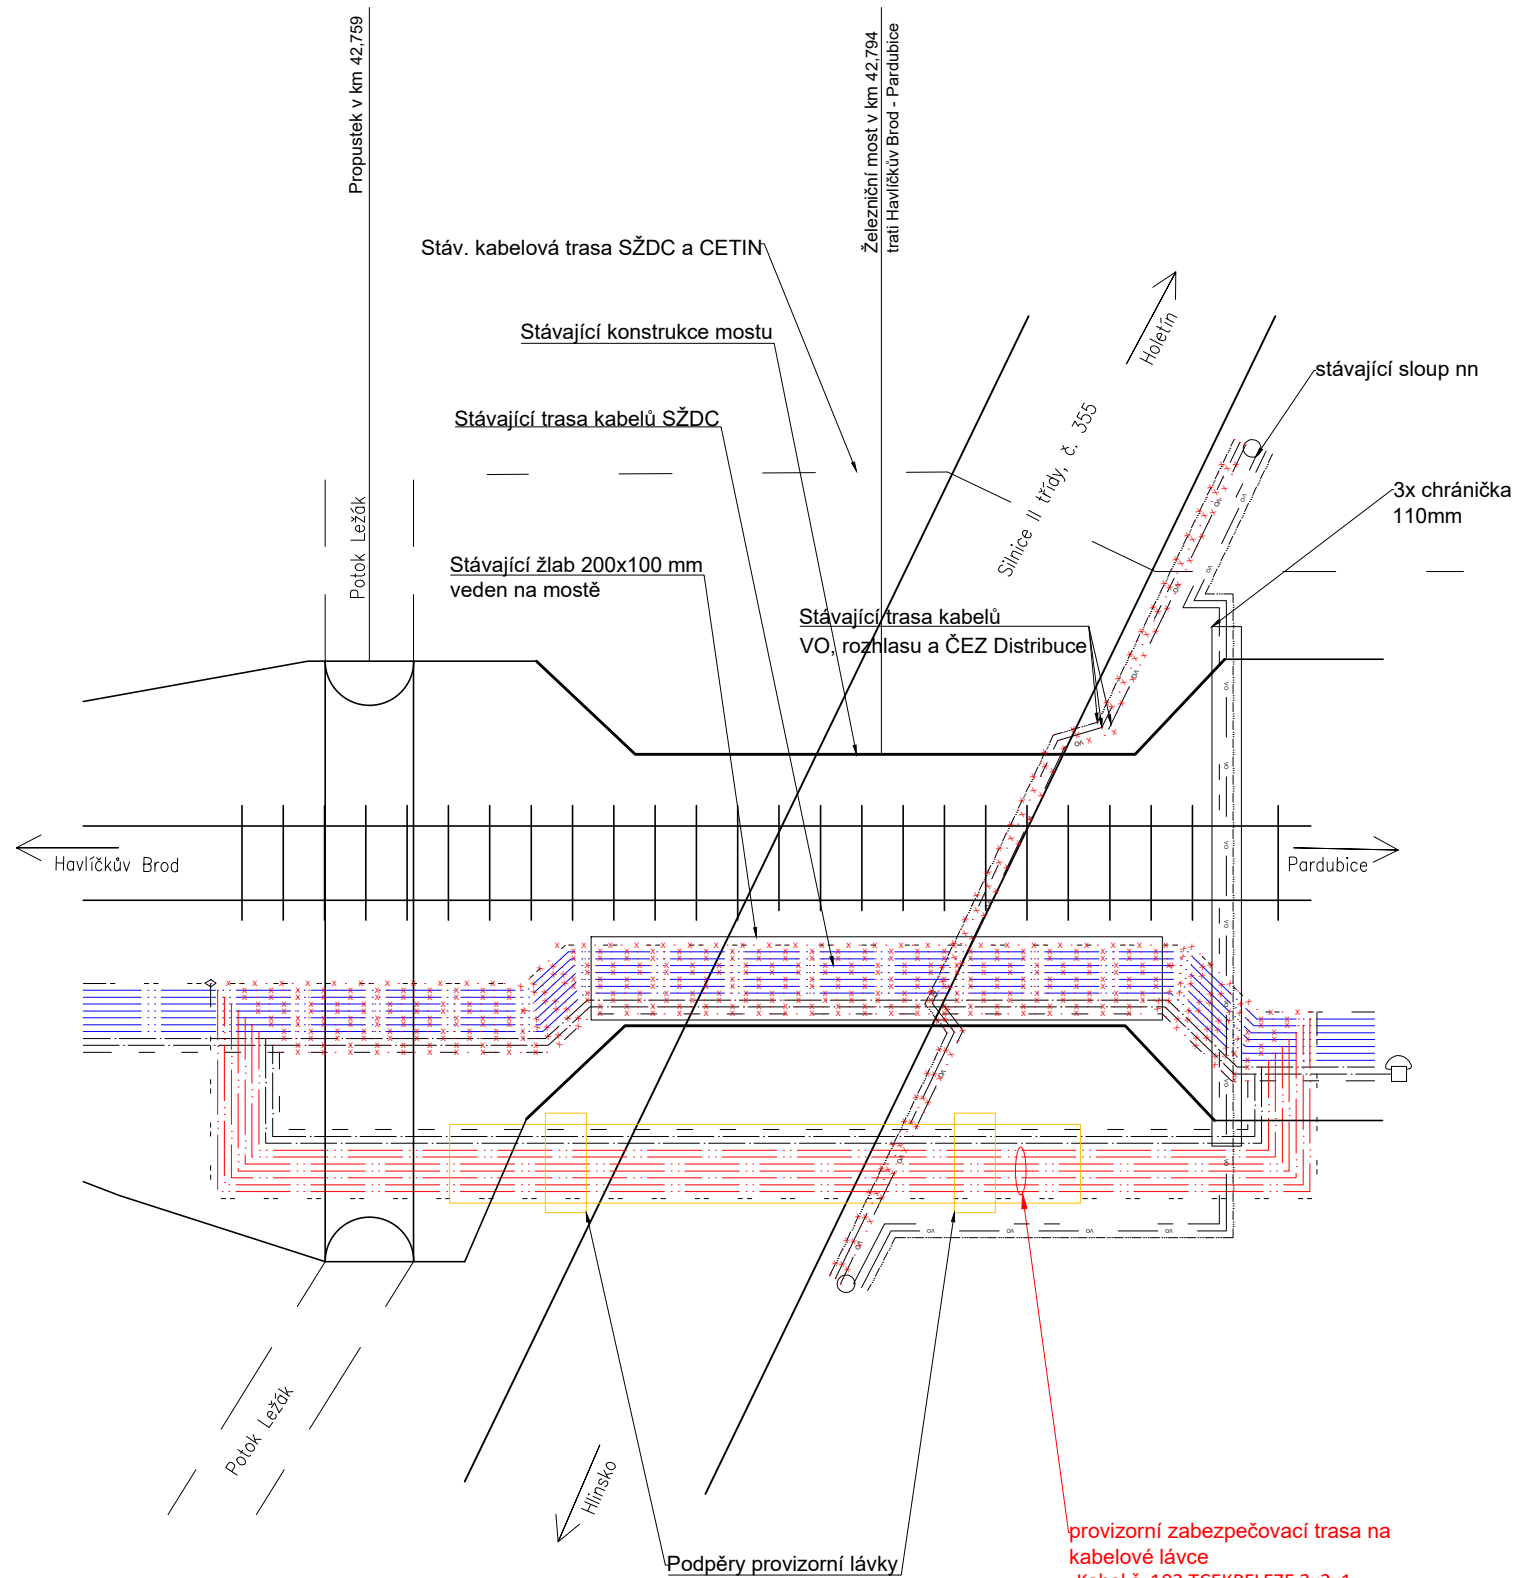 Propustek v km 42,759
Železniční most v km 42,794
trati Havlíčkův Brod - Pardubice
Stáv. kabelová trasa SŽDC a CETIN
Holetín
Stávající konstrukce mostu
stávající sloup nn
Stávající trasa kabelů SŽDC
Silnice II třídy, č. 355
3x chránička
110mm
Potok Ležák
Stávající žlab 200x100 mm
veden na mostě
Stávající trasa kabelů
VO, rozhlasu a ČEZ Distribuce
Havlíčkův Brod
Pardubice
Potok Ležák
Hlinsko
Podpěry provizorní lávky
provizorní zabezpečovací trasa na
kabelové lávce